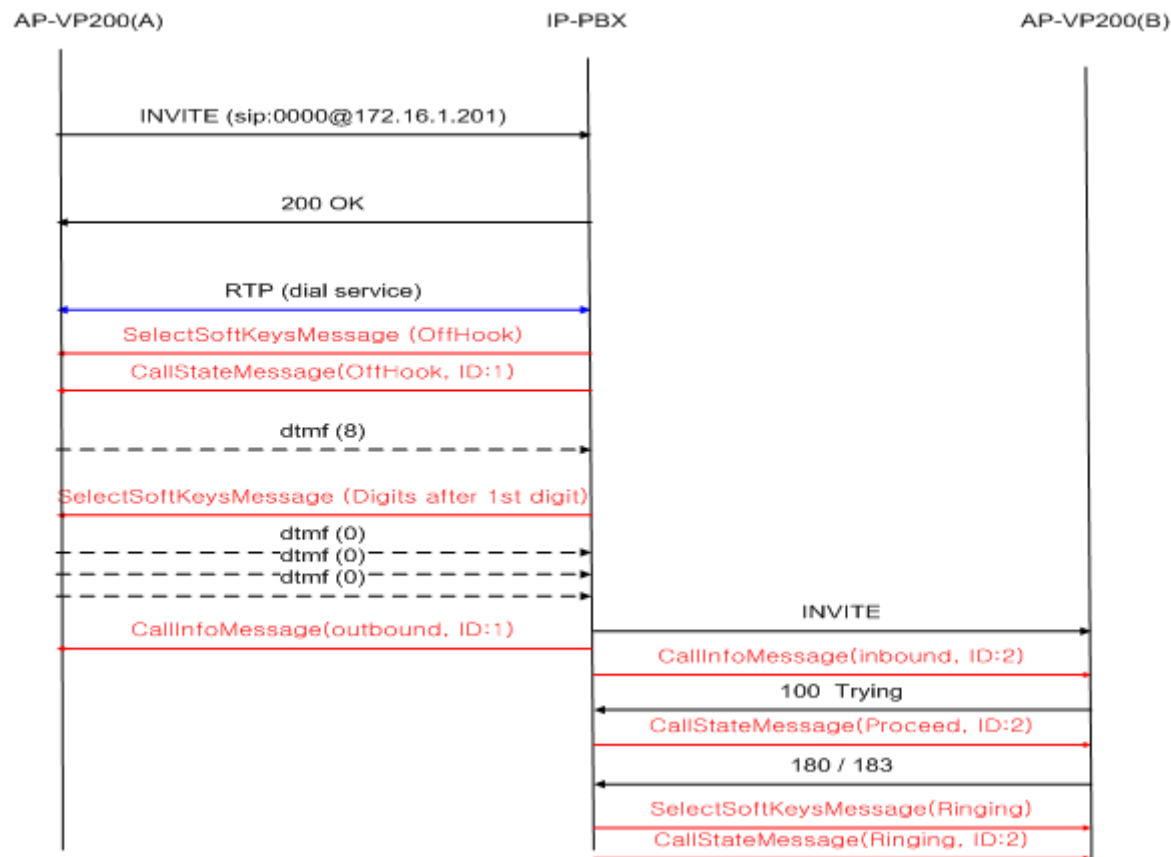 AP-VP200(A)
IP-PBX
AP-VP200(B)
INVITE (sip:0000@172.16.1.201)
200 OK
RTP (dial service)
SelectSoftKeysMessage (OffHook)
CallStateMessage(OffHook, ID:1)
dtmf (8)
SelectSoftKeysMessage (Digits after 1st digit)
dtmf (0)
dtmf (0)
dtmf (0)
INVITE
CallInfoMessage(outbound, ID:1)
CallInfoMessage(inbound, ID:2)
100 Trying
CallStateMessage(Proceed, ID:2)
180 / 183
SelectSoftKeysMessage(Ringing)
CallStateMessage(Ringing, ID:2)